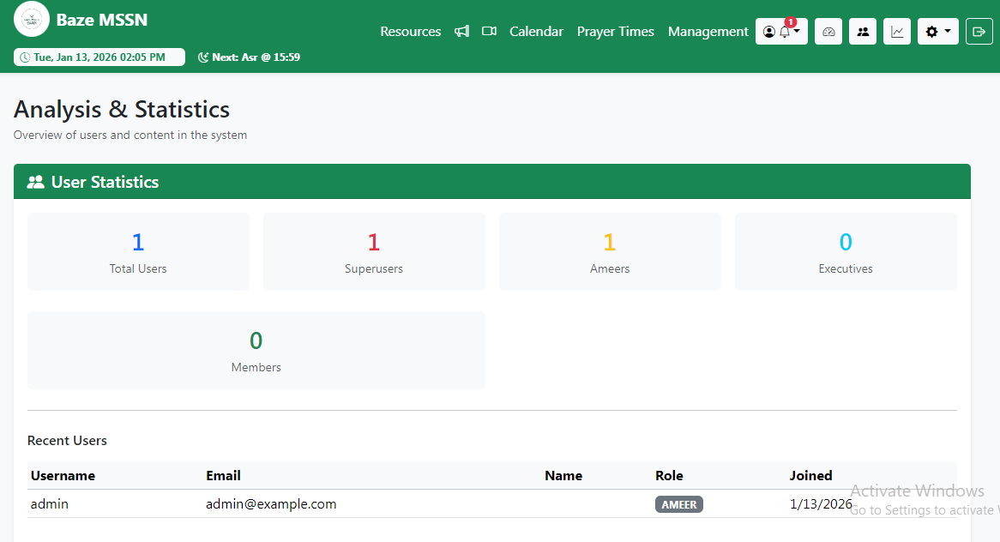 Baze MSSN
Resources Calendar Prayer Times Management 1
Tue, Jan 13, 2026 02:05 PM Next: Asr @ 15:59
Analysis & Statistics
Overview of users and content in the system
User Statistics
1 1 1 0
Total Users Superusers Ameers Executives
0
Members
Recent Users
Username Email Name Role Joined
admin admin@example.com AMEER 1/13/2026
Activate Windows
Go to Settings to activate W